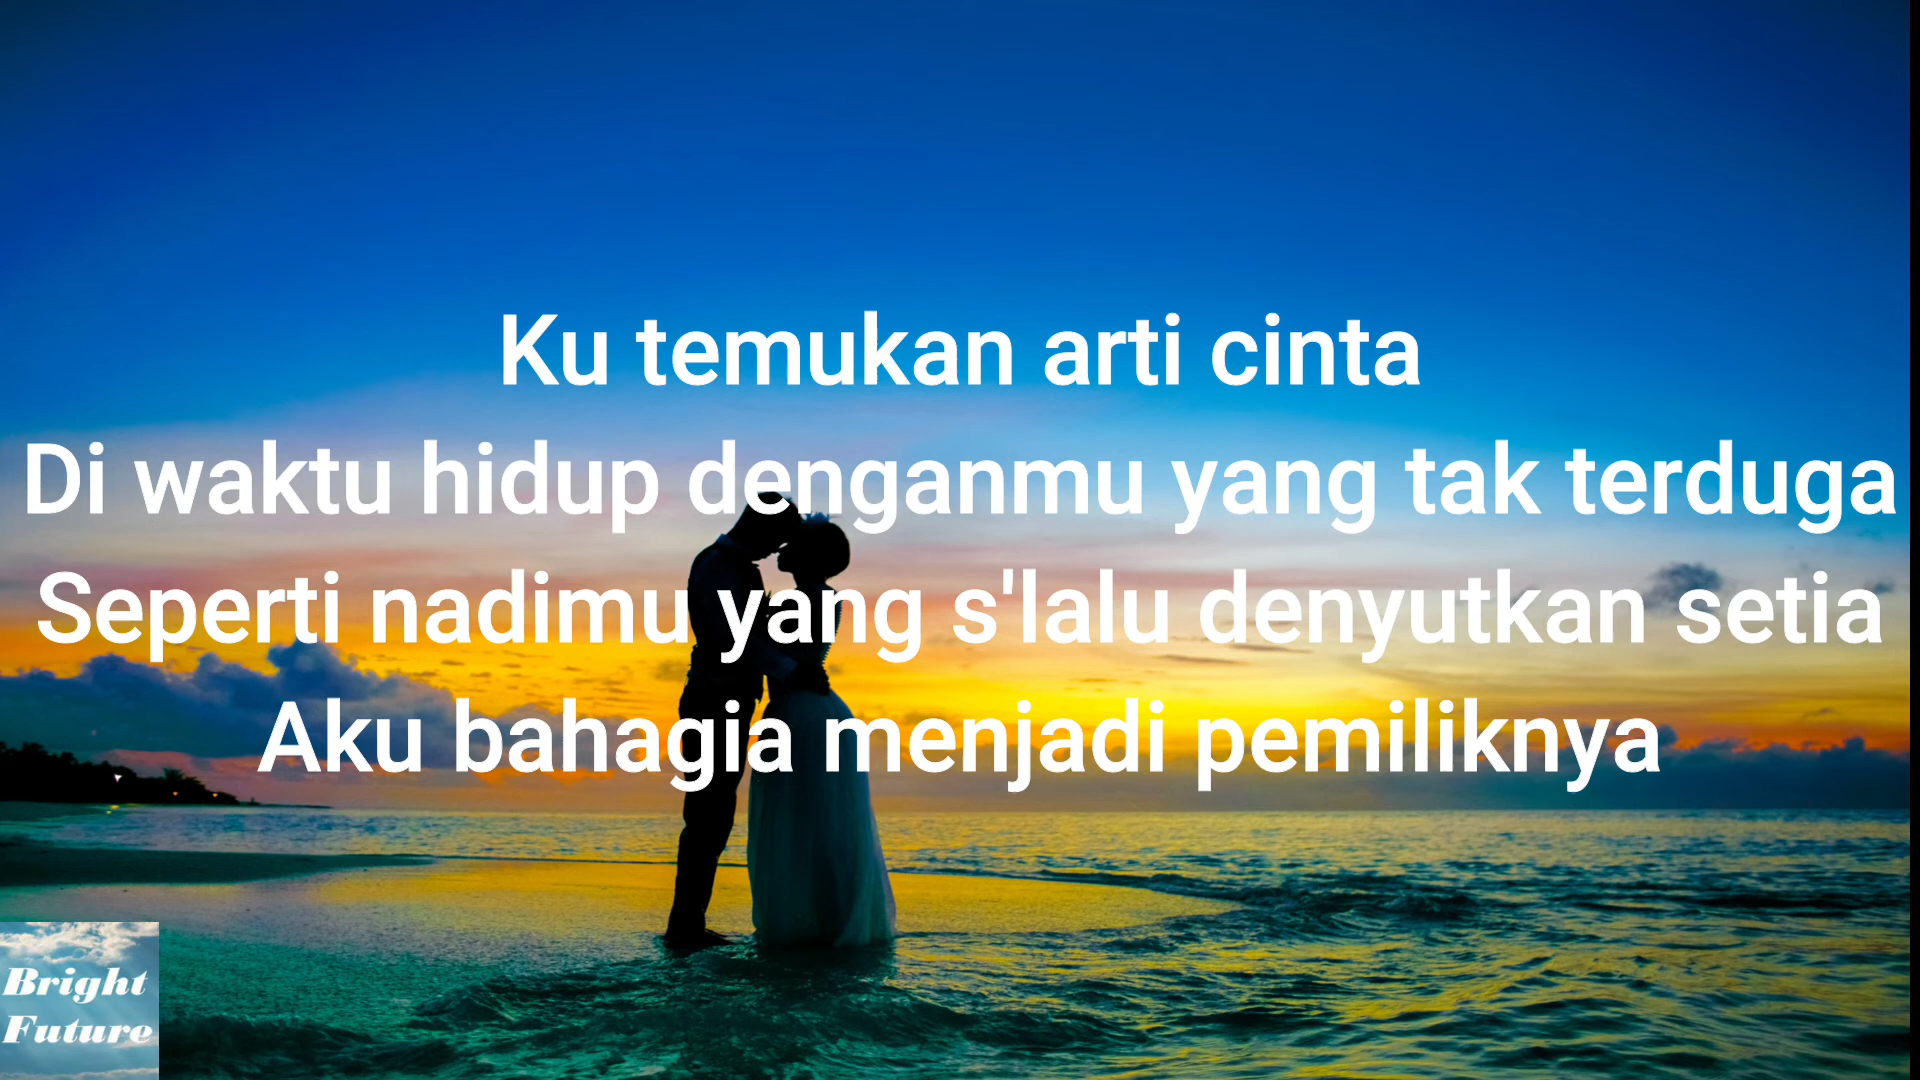 Ku temukan arti cinta
Di waktu hidup denganmu yang tak terduga
Seperti nadimu yang s'lalu denyutkan setia
Aku bahagia menjadi pemiliknya
Bright
Future